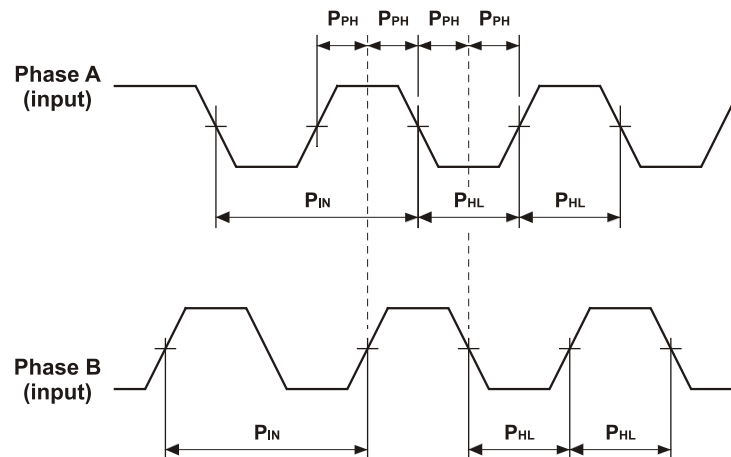 PPH PPH PPH PPH
Phase A
(input)
PIN PHL PHL
Phase B
(input)
PIN PHL PHL